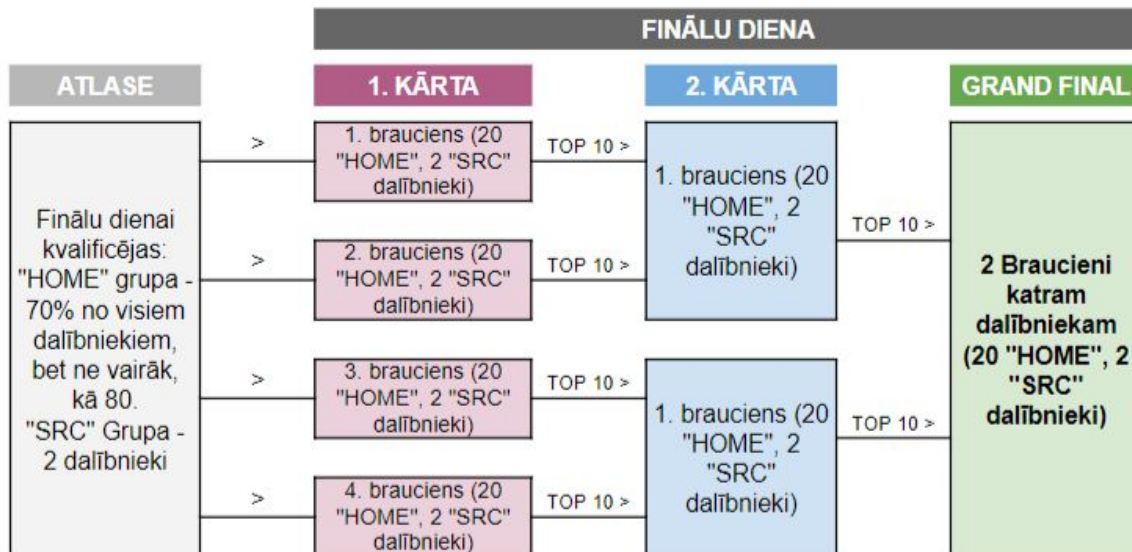 FINĀLU DIENA
ATLASE
1. KĀRTA
2. KĀRTA
GRAND FINAL
Finālu dienai
kvalificējas:
"HOME" grupa -
70% no visiem
dalībniekiem,
bet ne vairāk,
kā 80.
"SRC" Grupa -
2 dalībnieki
>
>
>
>
1. brauciens (20
"HOME", 2 "SRC"
dalībnieki)
2. brauciens (20
"HOME", 2 "SRC"
dalībnieki)
3. brauciens (20
"HOME", 2 "SRC"
dalībnieki)
4. brauciens (20
"HOME", 2 "SRC"
dalībnieki)
TOP 10 >
TOP 10 >
TOP 10 >
TOP 10 >
1. brauciens (20
"HOME", 2
"SRC"
dalībnieki)
1. brauciens (20
"HOME", 2
"SRC"
dalībnieki)
TOP 10 >
TOP 10 >
2 Braucieni
katram
dalībniekam
(20 "HOME", 2
"SRC"
dalībnieki)